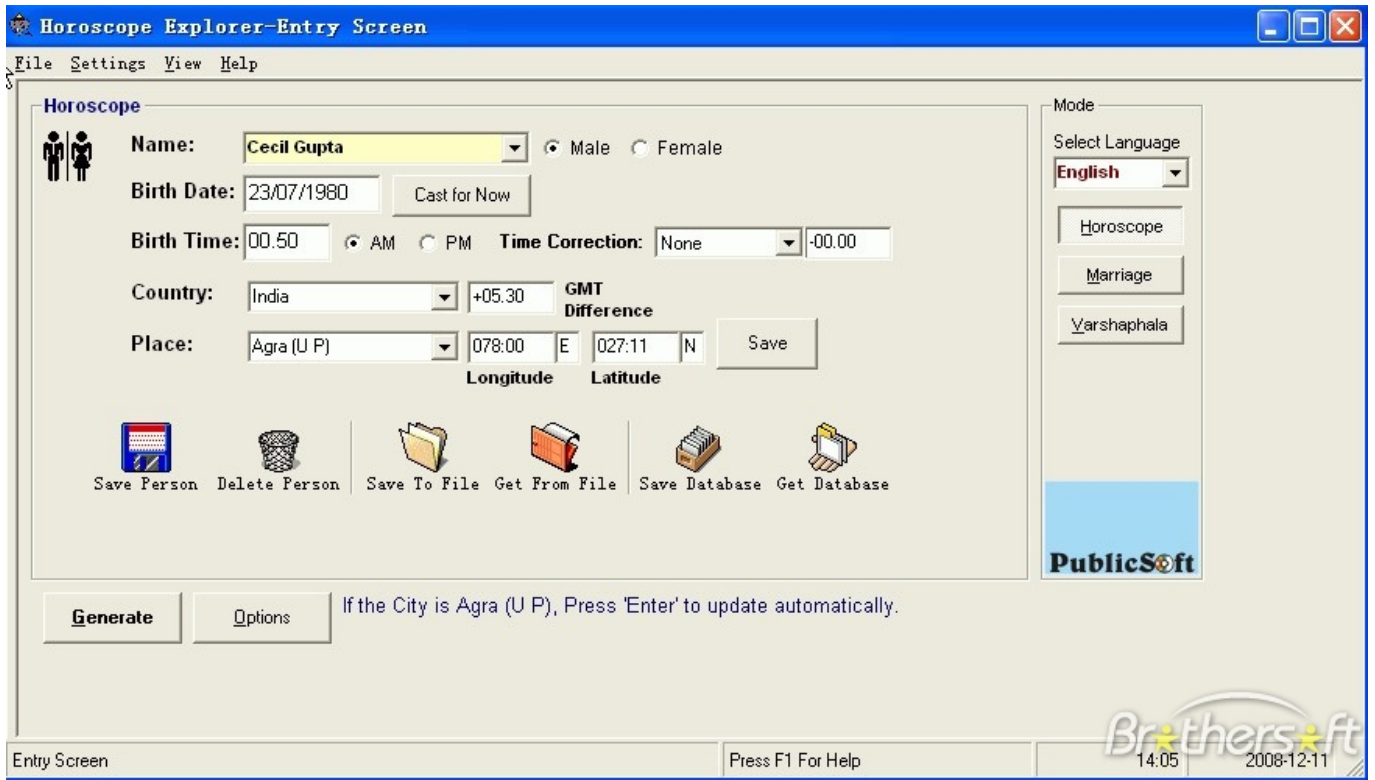 Horoscope Explorer-Entry Screen
File Settings View Help
Horoscope
Name: Cecil Gupta Male Female
Birth Date: 23/07/1980 Cast for Now
Birth Time: 00.50 AM PM Time Correction: None -00.00
Country: India +05.30 GMT
Difference
Place: Agra (U P) 078:00 E 027:11 N Save
Longitude Latitude
Save Person Delete Person Save To File Get From File Save Database Get Database
Mode
Select Language
English
Horoscope
Marriage
Varshaphala
PublicSoft
Generate Options If the City is Agra (U P), Press 'Enter' to update automatically.
Brothersoft
Entry Screen Press F1 For Help 14:05 2008-12-11